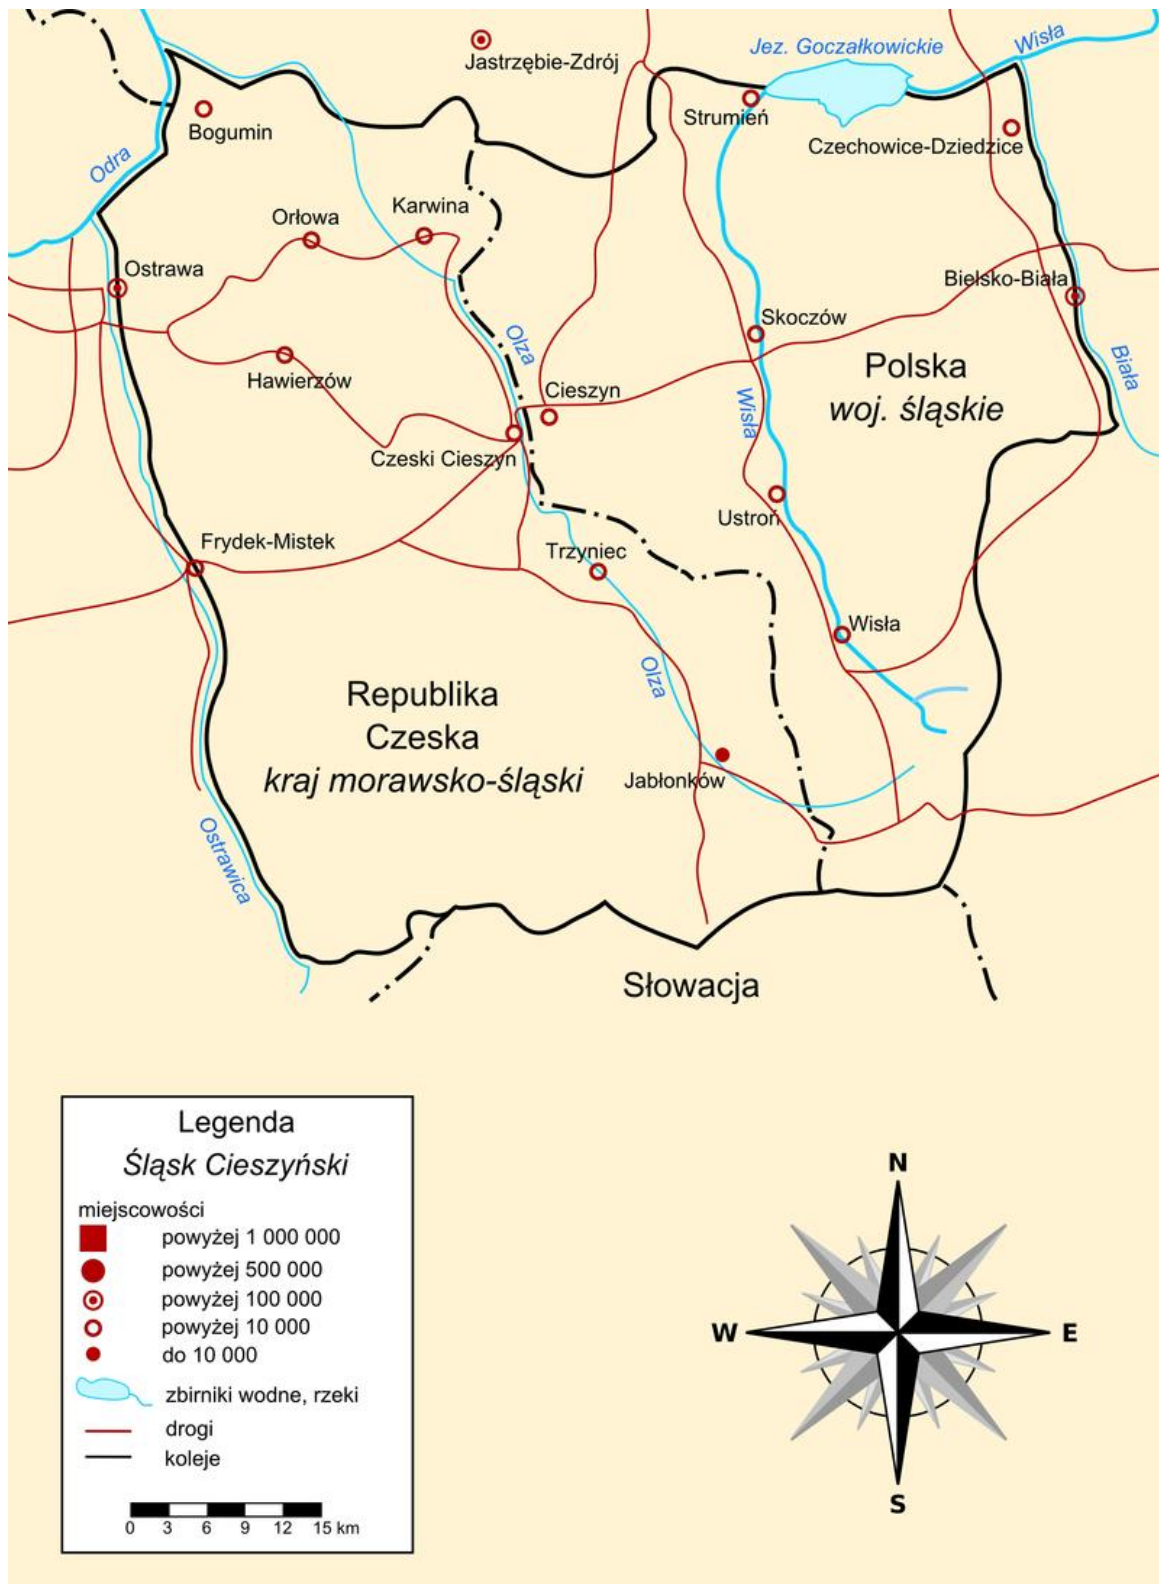 Jastrzębie-Zdrój
Jez. Goczałkowickie
Wisła
Bogumin
Strumień
Czechowice-Dziedzice
Odra
Orłowa
Karwina
Ostrawa
Bielsko-Biała
Skoczów
Olza
Hawierzów
Polska
woj. śląskie
Biała
Cieszyn
Wisła
Czeski Cieszyn
Ustroń
Frydek-Mistek
Trzyniec
Wisła
Olza
Republika
Czeska
kraj morawsko-śląski
Jabłonków
Ostrawica
Słowacja
Legenda
Śląsk Cieszyński
miejscowości
powyżej 1 000 000
powyżej 500 000
powyżej 100 000
powyżej 10 000
do 10 000
zbirniki wodne, rzeki
drogi
koleje
0 3 6 9 12 15 km
N
W E
S